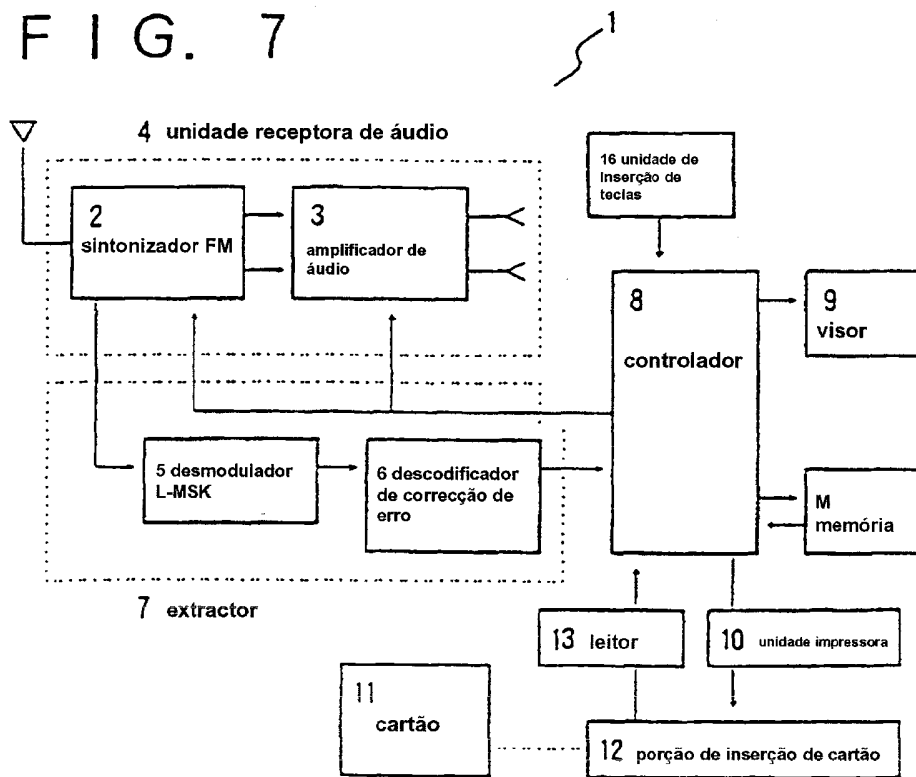 FIG. 7
1
4 unidade receptora de áudio
16 unidade de
inserção de
teclas
2
sintonizador FM
3
amplificador de
áudio
8
controlador
9
visor
5 desmodulador
L-MSK
6 descodificador
de correcção de
erro
M
memória
7 extractor
13 leitor
10 unidade impressora
11
cartão
12 porção de inserção de cartão